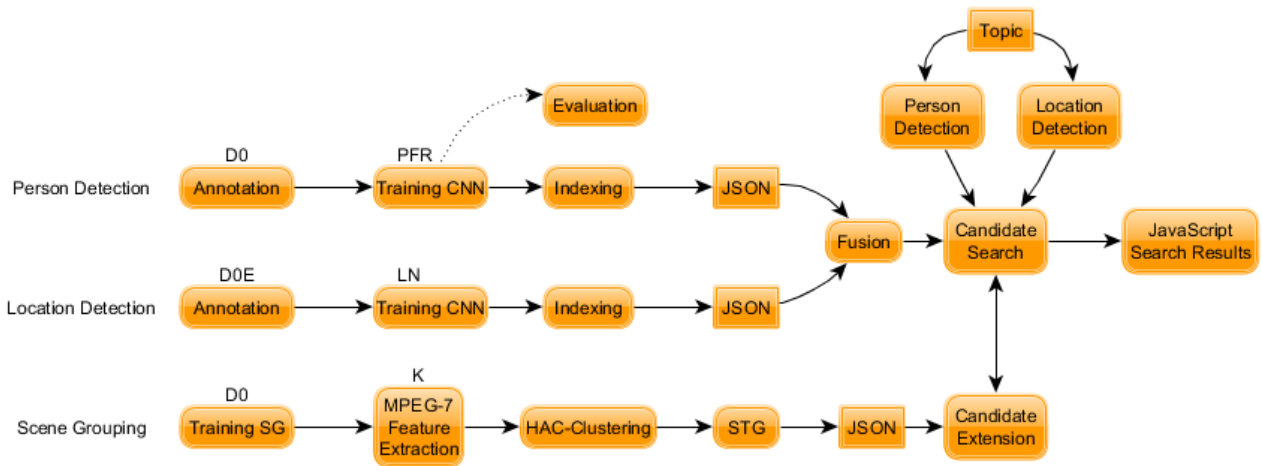 Topic
Person
Detection
Location
Detection
Evaluation
D0
PFR
Person Detection
Annotation
Training CNN
Indexing
JSON
Fusion
Candidate
Search
JavaScript
Search Results
D0E
LN
Location Detection
Annotation
Training CNN
Indexing
JSON
D0
K
Scene Grouping
Training SG
MPEG-7
Feature
Extraction
HAC-Clustering
STG
JSON
Candidate
Extension